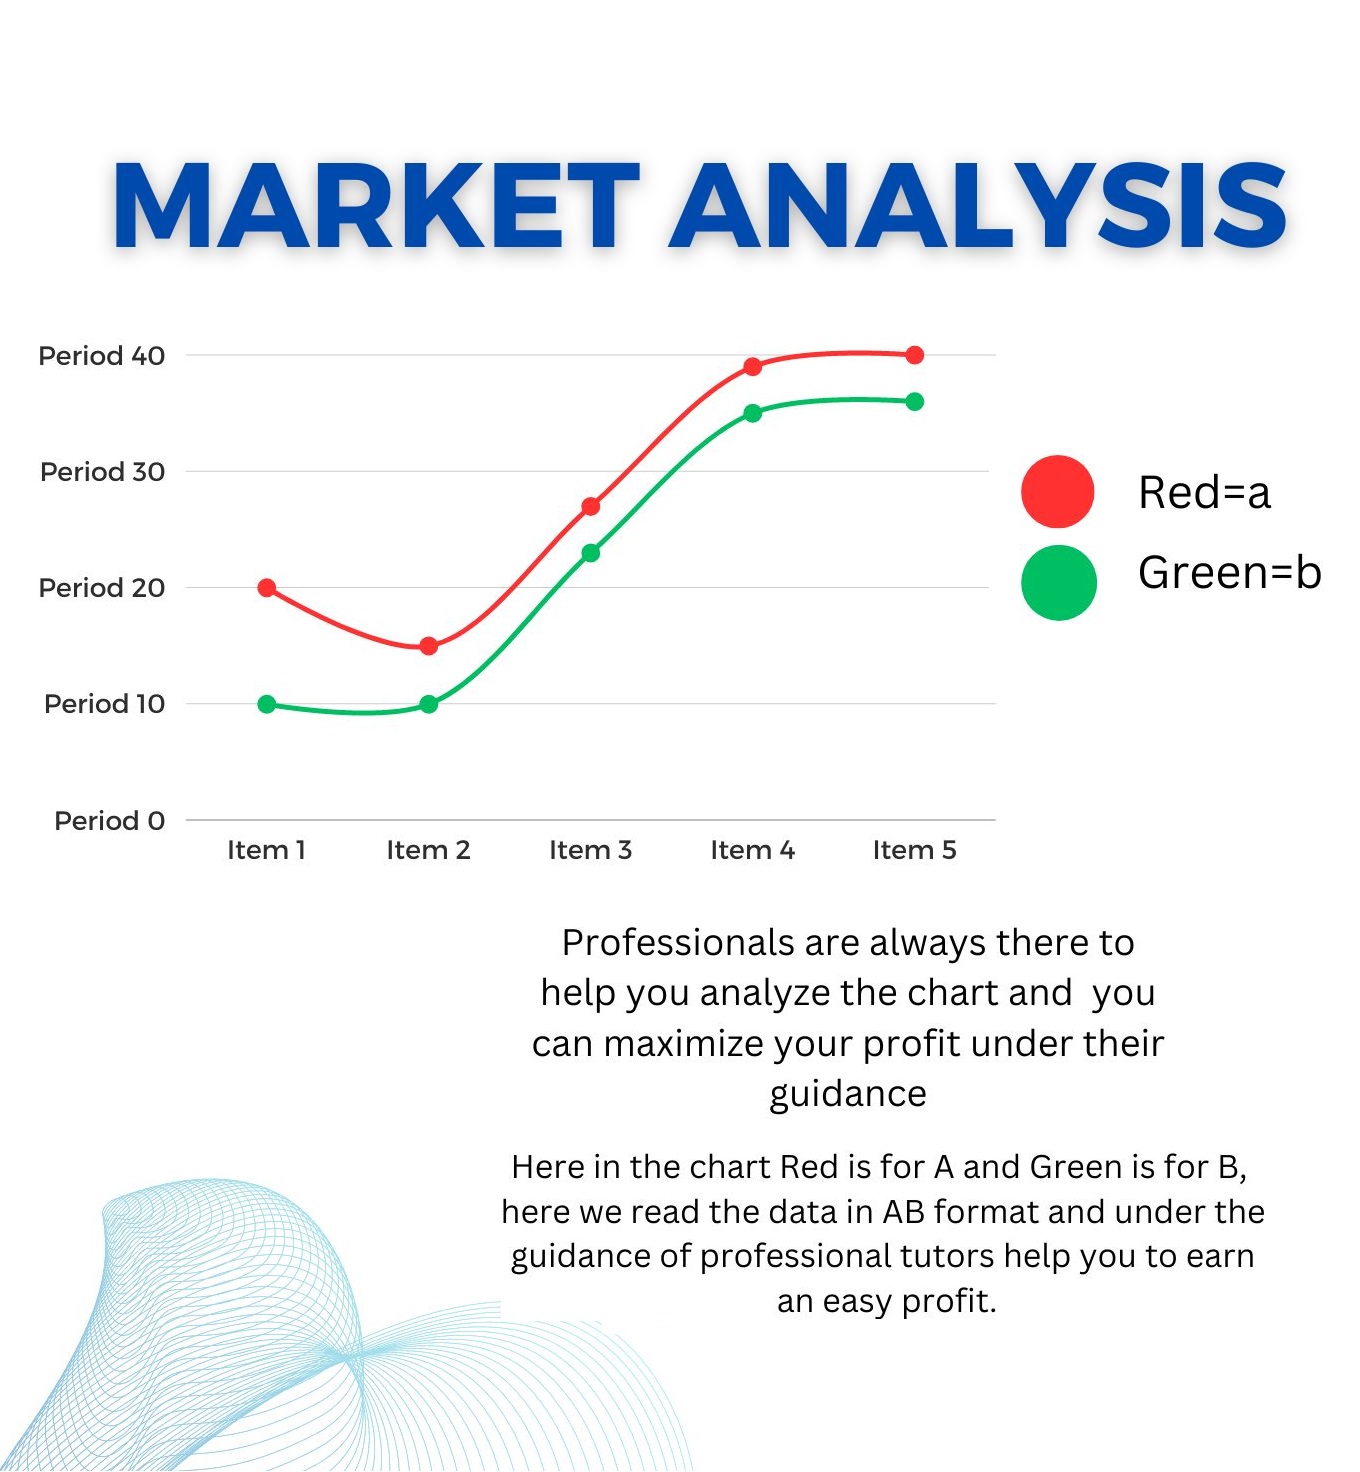 MARKET ANALYSIS
Period 40
Period 30
Period 20
Period 10
Period 0
Item 1 Item 2 Item 3 Item 4 Item 5
Red=a
Green=b
Professionals are always there to
help you analyze the chart and  you
can maximize your profit under their
guidance
Here in the chart Red is for A and Green is for B,
here we read the data in AB format and under the
guidance of professional tutors help you to earn
an easy profit.